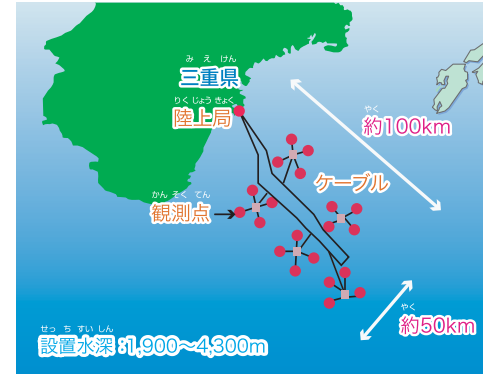 みえけん
三重県
りくじょうきょく
陸上局
やく
約100km
ケーブル
かんそくてん
観測点
やく
約50km
せっちすいしん
設置水深：1,900～4,300m